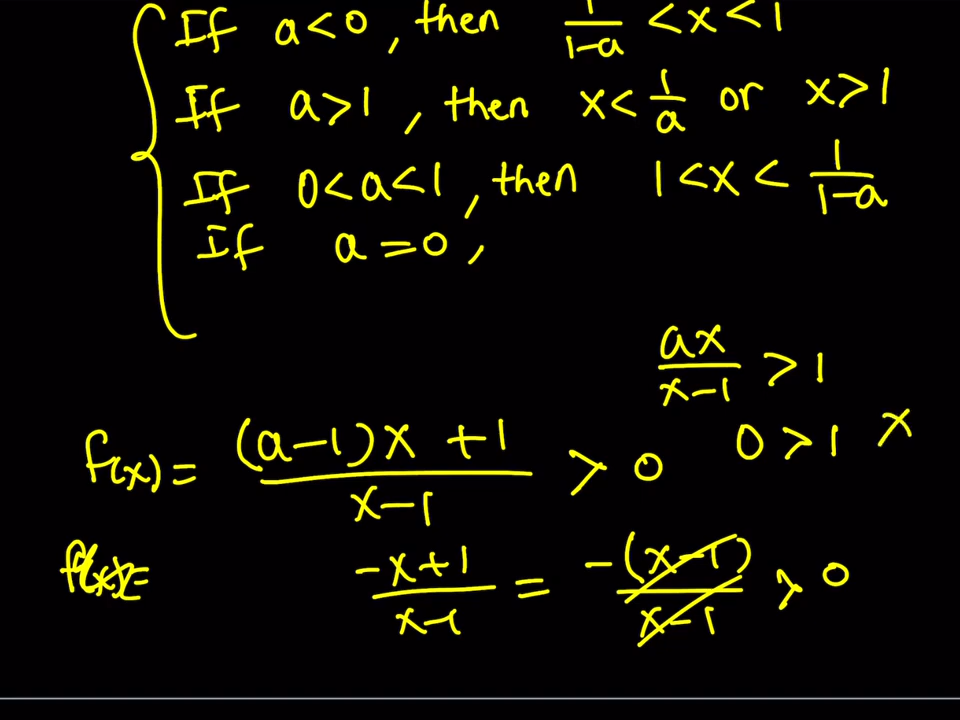 If a<0, then 1/(1-a) <x<1
If a>1, then x< 1/a or x>1
If 0<a<1, then 1<x< 1/(1-a)
If a=0,
ax/(x-1) >1
f(x)= ((a-1)x+1)/(x-1) >0 0>1 X
(-x+1)/(x-1) = -(x-1)/(x-1) >0